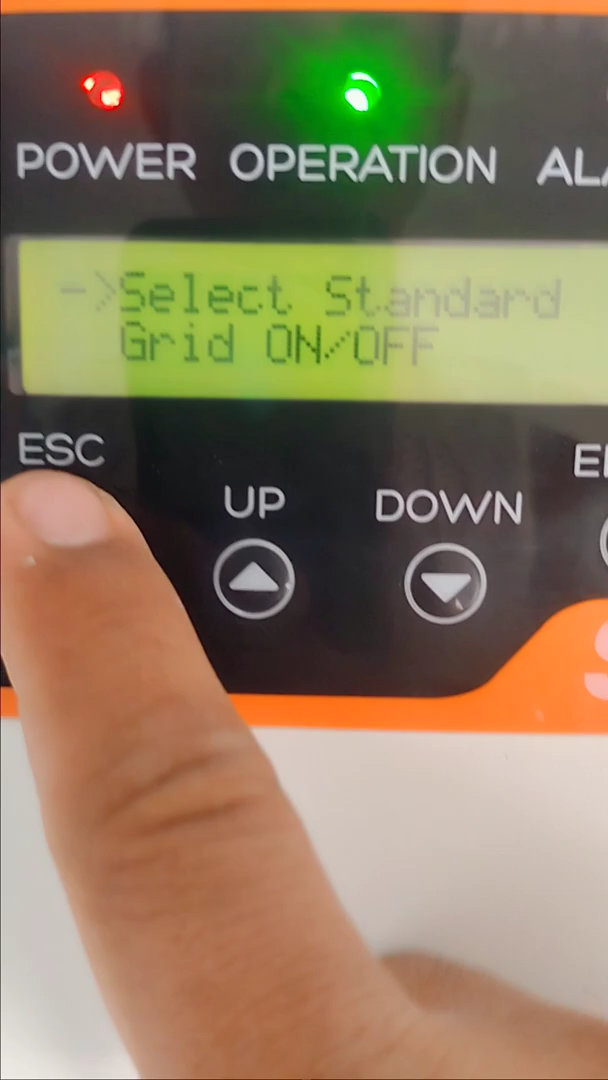 POWER OPERATION
->Select Standard
Grid ON/OFF
ESC
UP DOWN